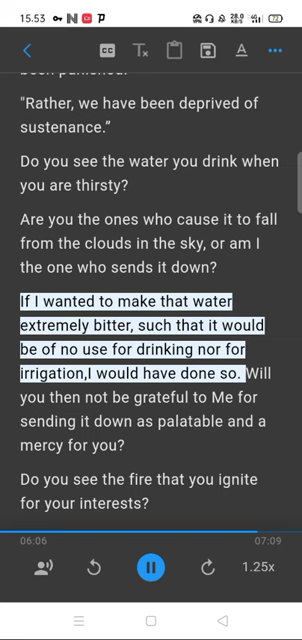 15.53
28.0
KB/S
4G
CC
been punished.
"Rather, we have been deprived of
sustenance."
Do you see the water you drink when
you are thirsty?
Are you the ones who cause it to fall
from the clouds in the sky, or am I
the one who sends it down?
If I wanted to make that water
extremely bitter, such that it would
be of no use for drinking nor for
irrigation,I would have done so. Will
you then not be grateful to Me for
sending it down as palatable and a
mercy for you?
Do you see the fire that you ignite
for your interests?
06:06
07:09
1.25x